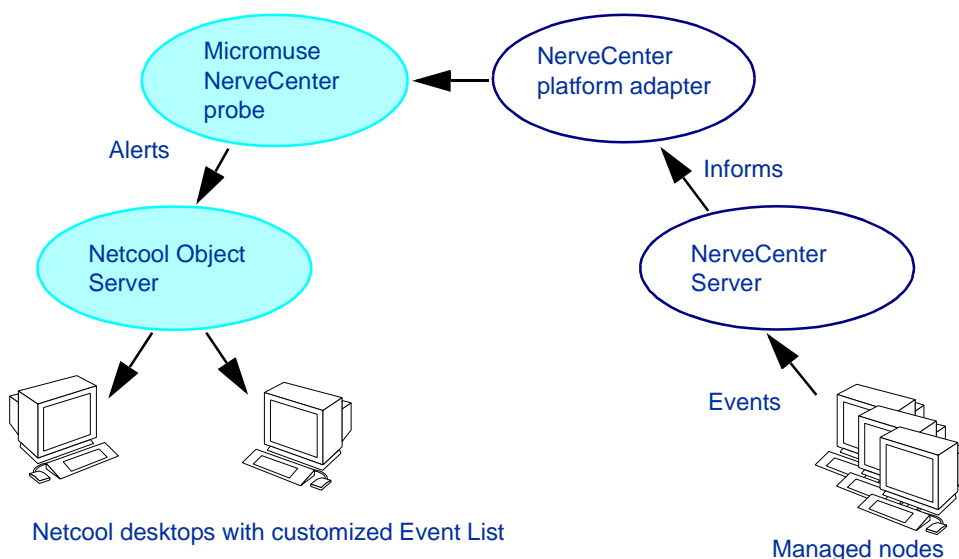 Micromuse
NerveCenter
probe
NerveCenter
platform adapter
Alerts
Informs
Netcool Object
Server
NerveCenter
Server
Events
Netcool desktops with customized Event List
Managed nodes